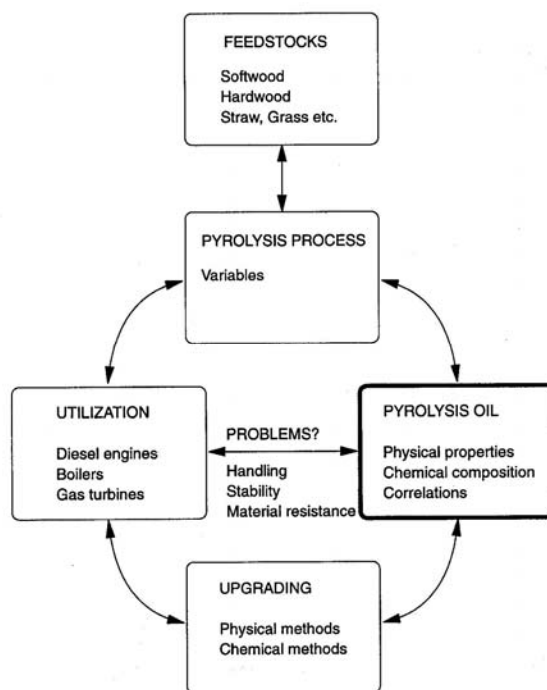 FEEDSTOCKS
Softwood
Hardwood
Straw, Grass etc.
PYROLYSIS PROCESS
Variables
UTILIZATION
Diesel engines
Boilers
Gas turbines
PROBLEMS?
Handling
Stability
Material resistance
PYROLYSIS OIL
Physical properties
Chemical composition
Correlations
UPGRADING
Physical methods
Chemical methods